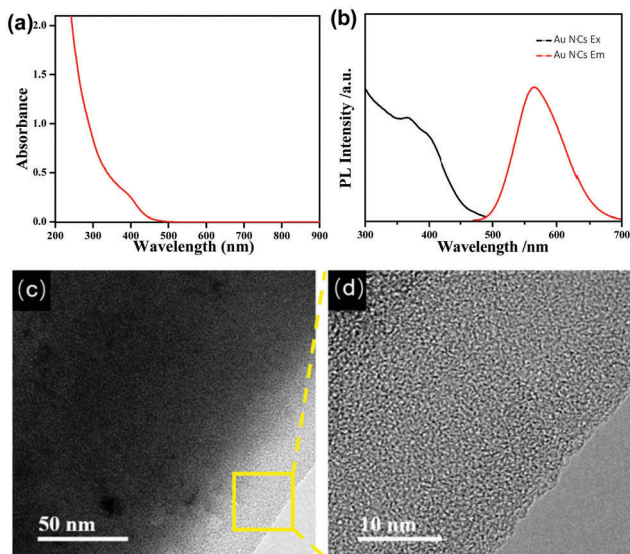 (a)
2.0
1.5
1.0
0.5
0.0
Absorbance
200 300 400 500 600 700 800 900
Wavelength (nm)
(b)
Au NCs Ex
Au NCs Em
PL Intensity /a.u.
300 400 500 600 700
Wavelength /nm
(c)
50 nm
(d)
10 nm